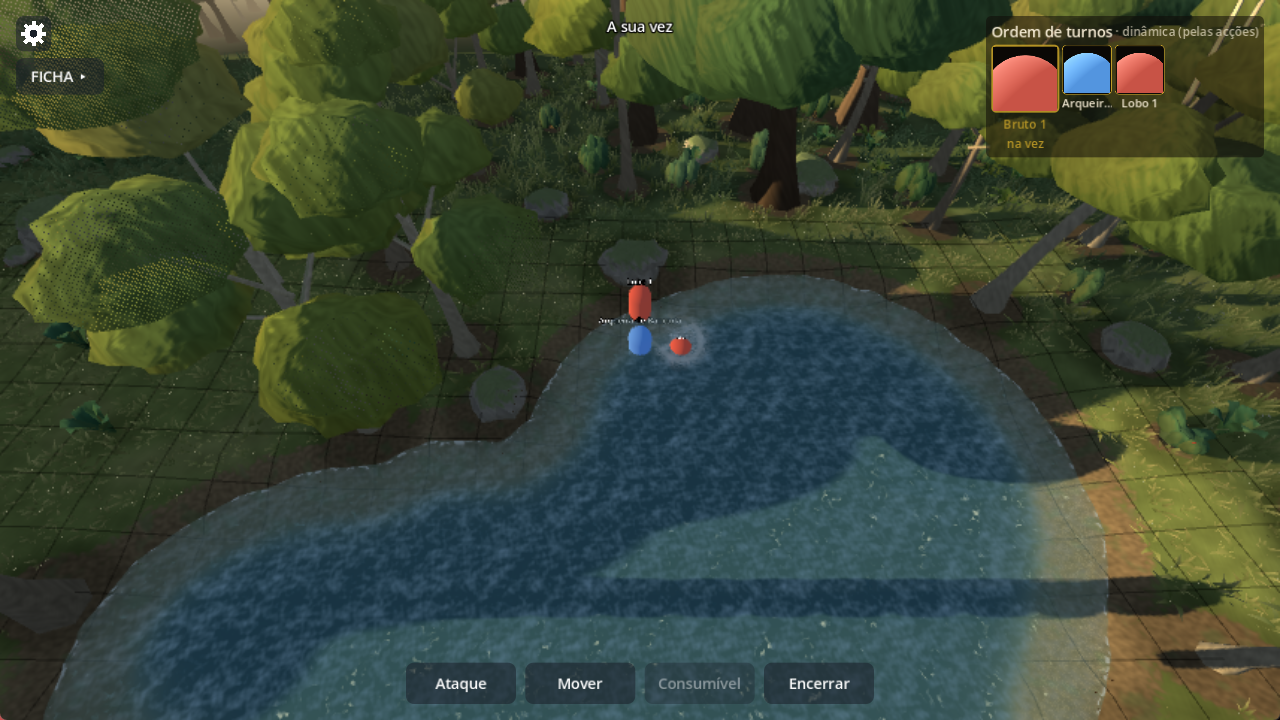 A sua vez
FICHA ▸
Ordem de turnos · dinâmica (pelas acções)
Arqueir... Lobo 1
Bruto 1
na vez
Ataque Mover Consumível Encerrar